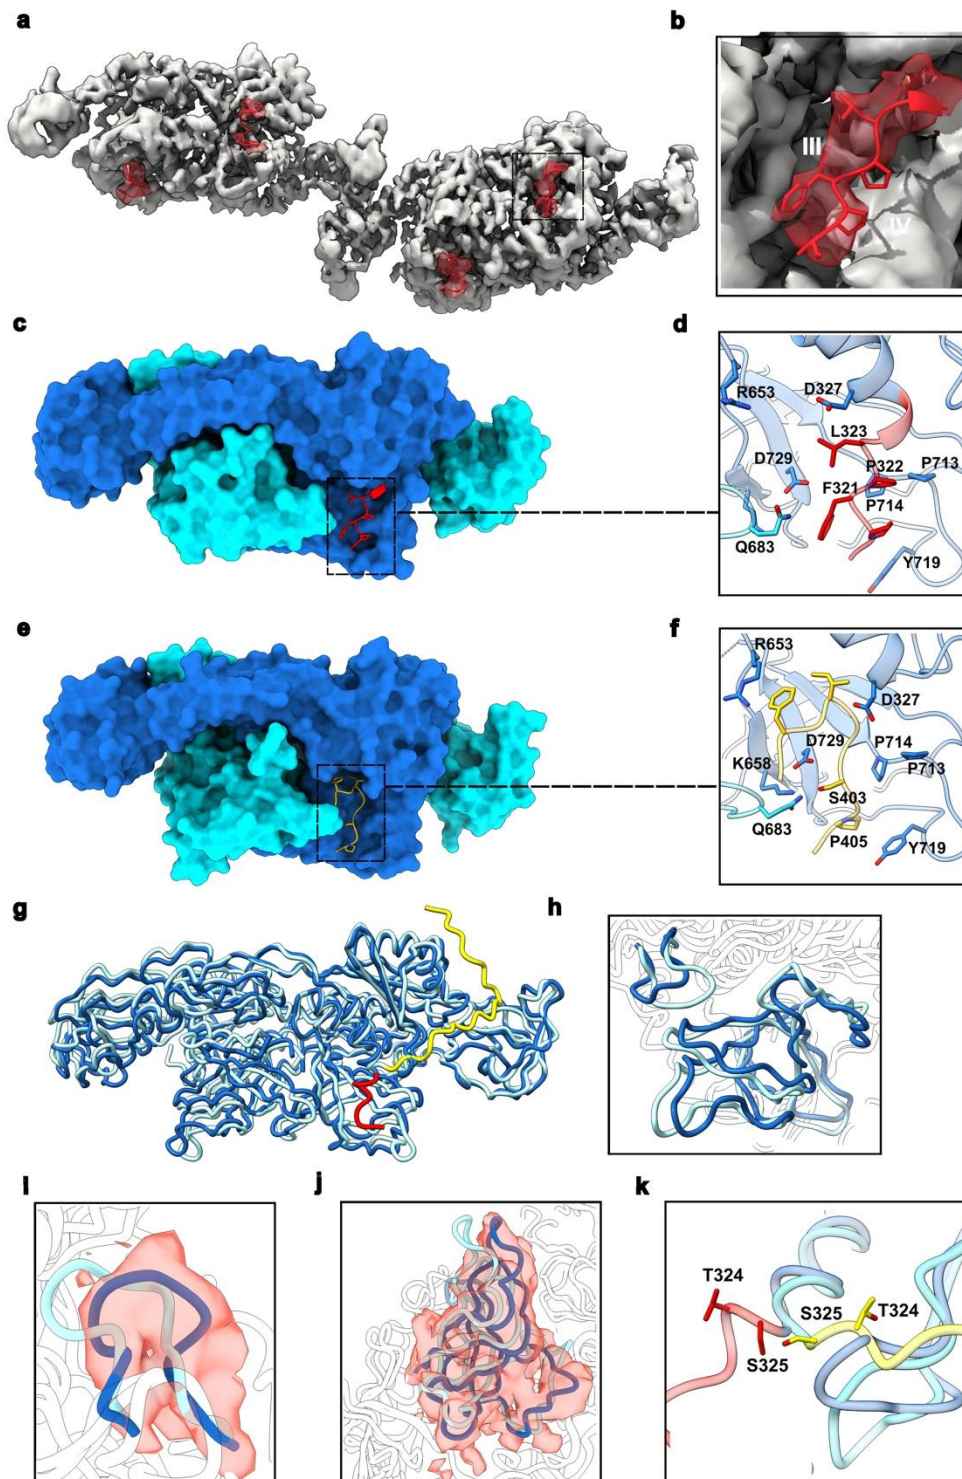 a
b
III
IV
c
d
R653
D327
L323
D729
P322
P713
F321
P714
Q683
Y719
e
f
R653
D327
D729
P714
K658
P713
S403
Q683
P405
Y719
g
h
i
j
k
T324
S325
T324
S325